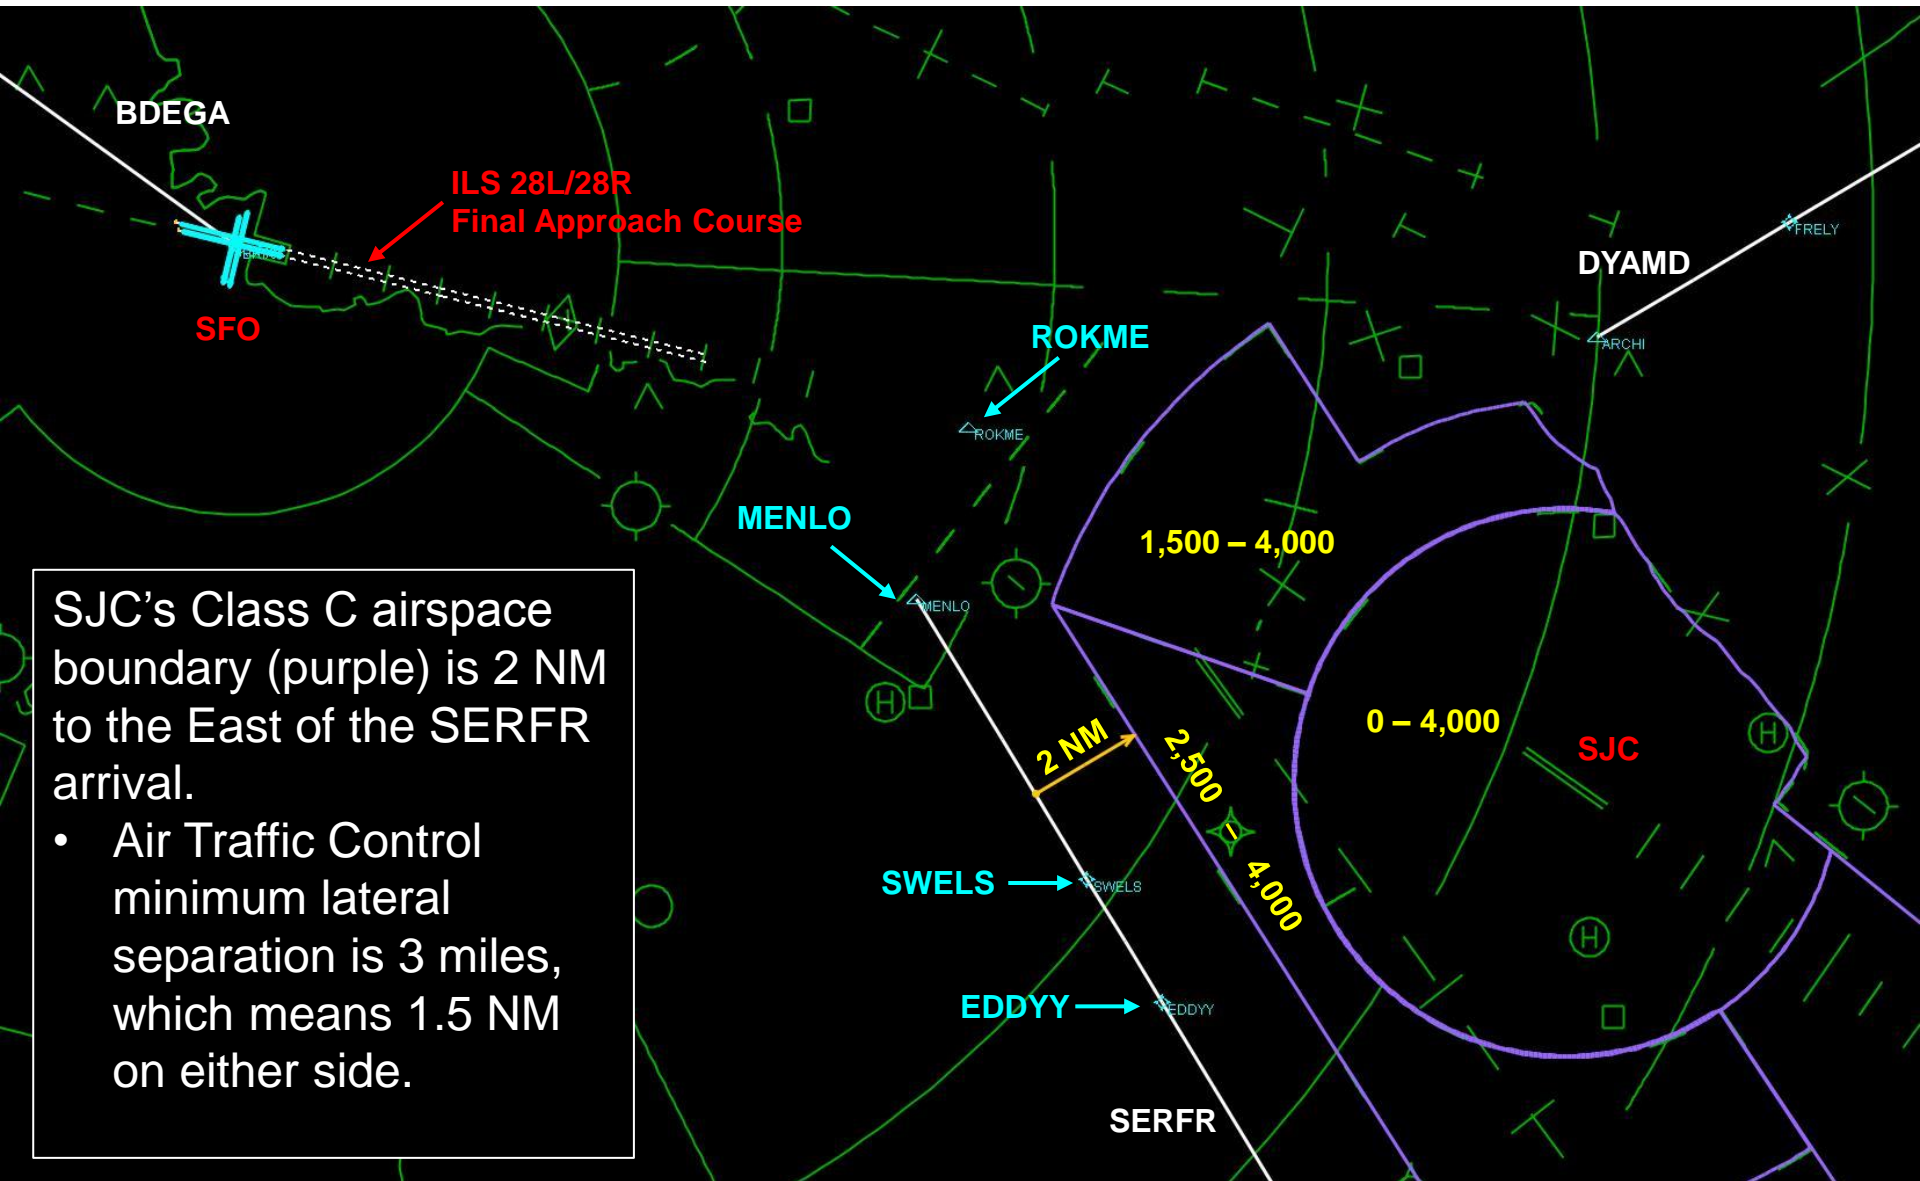 BDEGA
ILS 28L/28R
Final Approach Course
FRELY
DYAMD
SFO
ROKME
ARCHI
ROKME
MENLO
1,500 – 4,000
MENLO
SJC’s Class C airspace
boundary (purple) is 2 NM
to the East of the SERFR
arrival.
• Air Traffic Control
minimum lateral
separation is 3 miles,
which means 1.5 NM
on either side.
H
0 – 4,000
SJC
H
2 NM
2,500 – 4,000
SWELS
SWELS
H
EDDYY
EDDYY
SERFR